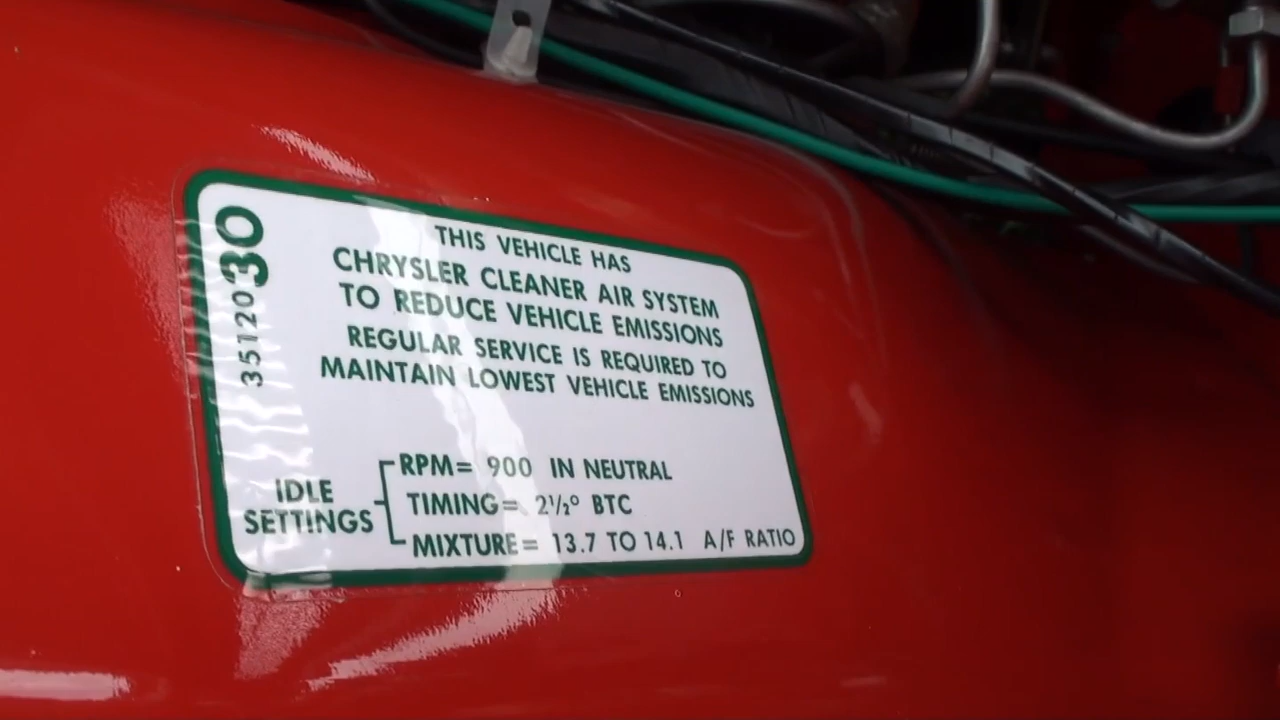 3512030
THIS VEHICLE HAS
CHRYSLER CLEANER AIR SYSTEM
TO REDUCE VEHICLE EMISSIONS
REGULAR SERVICE IS REQUIRED TO
MAINTAIN LOWEST VEHICLE EMISSIONS
IDLE
SETTINGS
RPM= 900 IN NEUTRAL
TIMING= 2½° BTC
MIXTURE= 13.7 TO 14.1 A/F RATIO